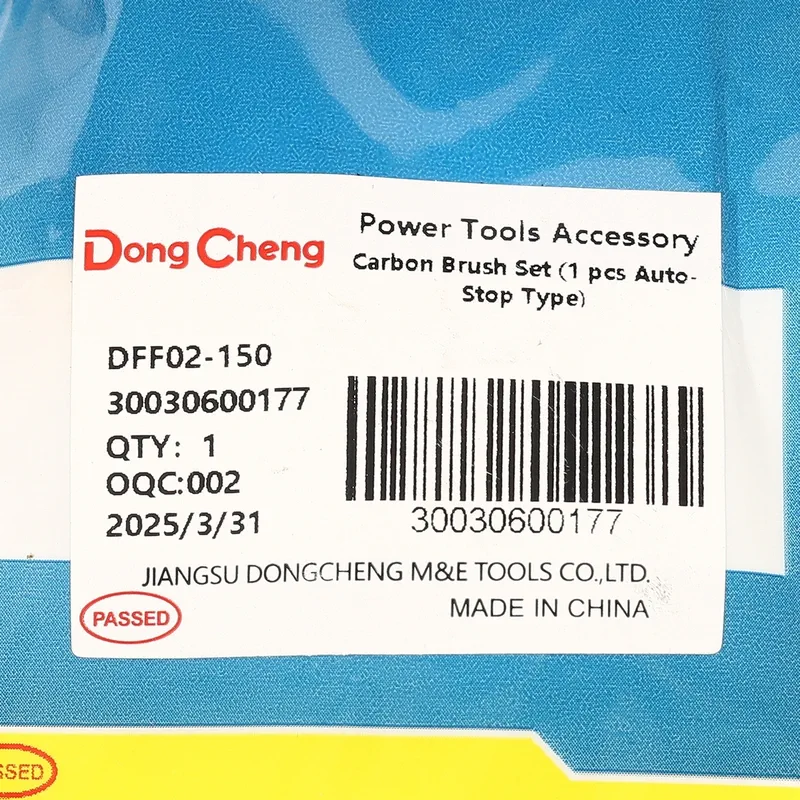 Dong Cheng
Power Tools Accessory
Carbon Brush Set (1 pcs Auto-
Stop Type)
DFF02-150
30030600177
QTY: 1
OQC:002
2025/3/31
30030600177
JIANGSU DONGCHENG M&E TOOLS CO.,LTD.
PASSED
MADE IN CHINA
SSED